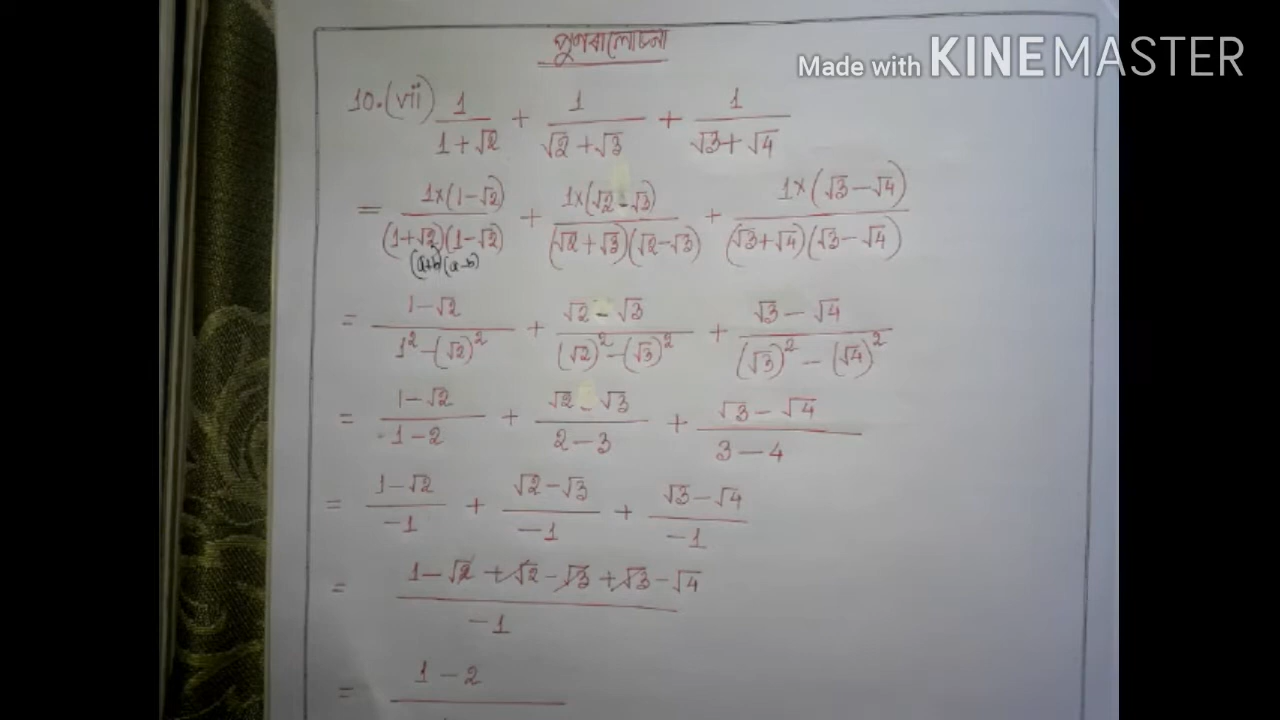 পুনৰালোচনা
Made with KINEMASTER
10.(vii) 1/(1+√2) + 1/(√2+√3) + 1/(√3+√4)
= 1×(1-√2)/(1+√2)(1-√2) + 1×(√2-√3)/(√2+√3)(√2-√3) + 1×(√3-√4)/(√3+√4)(√3-√4)
(a+b)(a-b)
= (1-√2)/(1²-(√2)²) + (√2-√3)/((√2)²-(√3)²) + (√3-√4)/((√3)²-(√4)²)
= (1-√2)/(1-2) + (√2-√3)/(2-3) + (√3-√4)/(3-4)
= (1-√2)/-1 + (√2-√3)/-1 + (√3-√4)/-1
= (1-√2+√2-√3+√3-√4)/-1
= 1-2